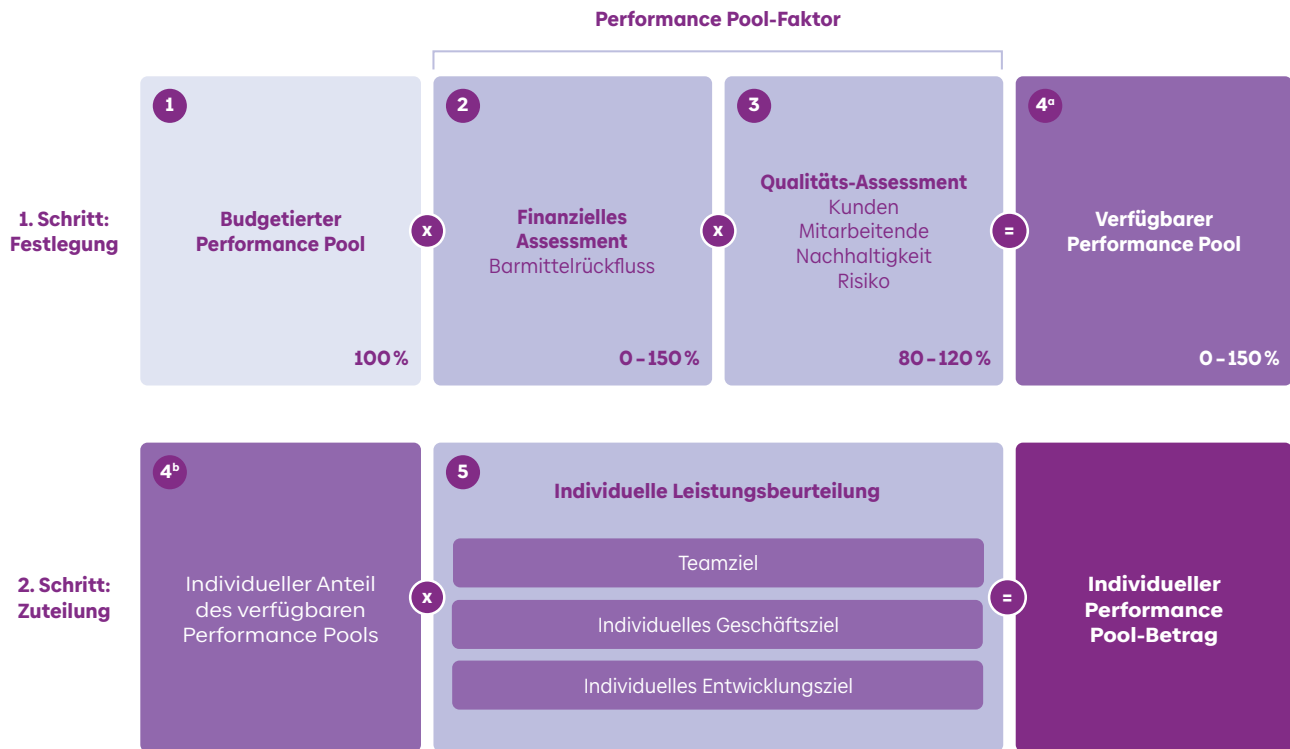 Performance Pool-Faktor
1. Schritt:
Festlegung
1
Budgetierter
Performance Pool
100 %
x
2
Finanzielles
Assessment
Barmittelrückfluss
0 – 150 %
x
3
Qualitäts-Assessment
Kunden
Mitarbeitende
Nachhaltigkeit
Risiko
80 – 120 %
=
4ᵃ
Verfügbarer
Performance Pool
0 – 150 %
2. Schritt:
Zuteilung
4ᵇ
Individueller Anteil
des verfügbaren
Performance Pools
x
5
Individuelle Leistungsbeurteilung
Teamziel
Individuelles Geschäftsziel
Individuelles Entwicklungsziel
=
Individueller
Performance
Pool-Betrag